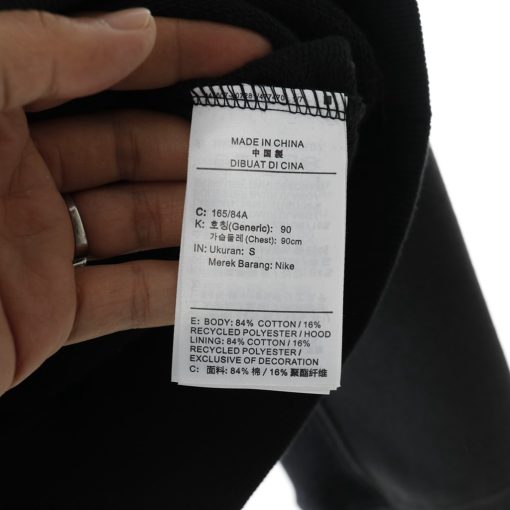 MADE IN CHINA
中国製
DIBUAT DI CINA
C: 165/84A
K: 호칭(Generic): 90
가슴둘레(Chest): 90cm
IN: Ukuran: S
Merek Barang: Nike
E: BODY: 84% COTTON / 16%
RECYCLED POLYESTER / HOOD
LINING: 84% COTTON / 16%
RECYCLED POLYESTER /
EXCLUSIVE OF DECORATION
C: 面料: 84% 棉 / 16% 聚酯纤维